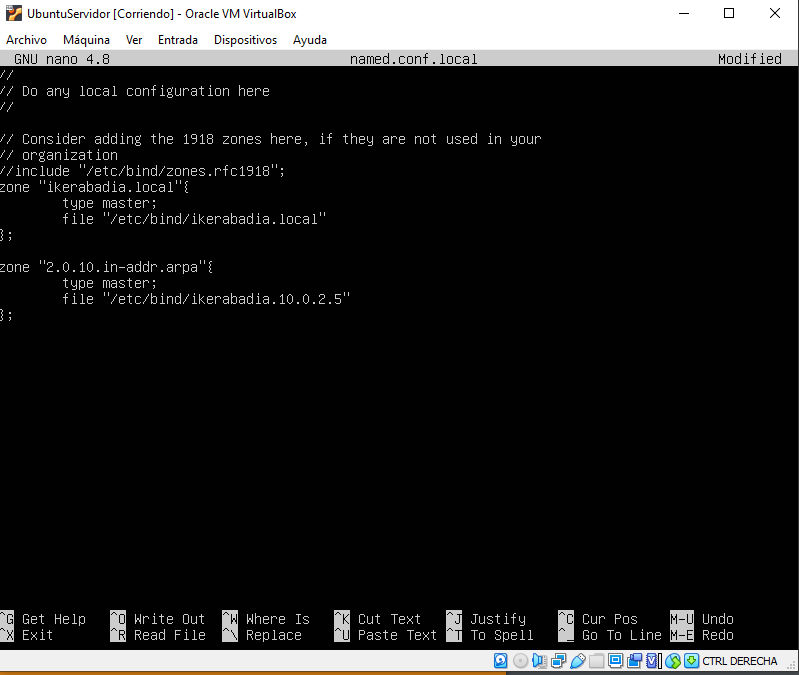 UbuntuServidor [Corriendo] - Oracle VM VirtualBox
Archivo Máquina Ver Entrada Dispositivos Ayuda
GNU nano 4.8 named.conf.local Modified
//
// Do any local configuration here
//
// Consider adding the 1918 zones here, if they are not used in your
// organization
//include "/etc/bind/zones.rfc1918";
zone "ikerabadia.local"{
type master;
file "/etc/bind/ikerabadia.local"
};
zone "2.0.10.in-addr.arpa"{
type master;
file "/etc/bind/ikerabadia.10.0.2.5"
};
^G Get Help ^O Write Out ^W Where Is ^K Cut Text ^J Justify ^C Cur Pos M-U Undo
^X Exit ^R Read File ^\ Replace ^U Paste Text ^T To Spell ^_ Go To Line M-E Redo
CTRL DERECHA